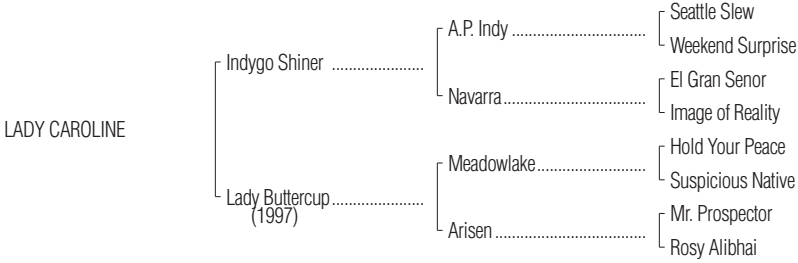 Seattle Slew
A.P. Indy ................................
Weekend Surprise
Indygo Shiner ......................
El Gran Senor
Navarra..................................
Image of Reality
LADY CAROLINE
Hold Your Peace
Meadowlake..........................
Suspicious Native
Lady Buttercup......................
(1997)
Mr. Prospector
Arisen ....................................
Rosy Alibhai